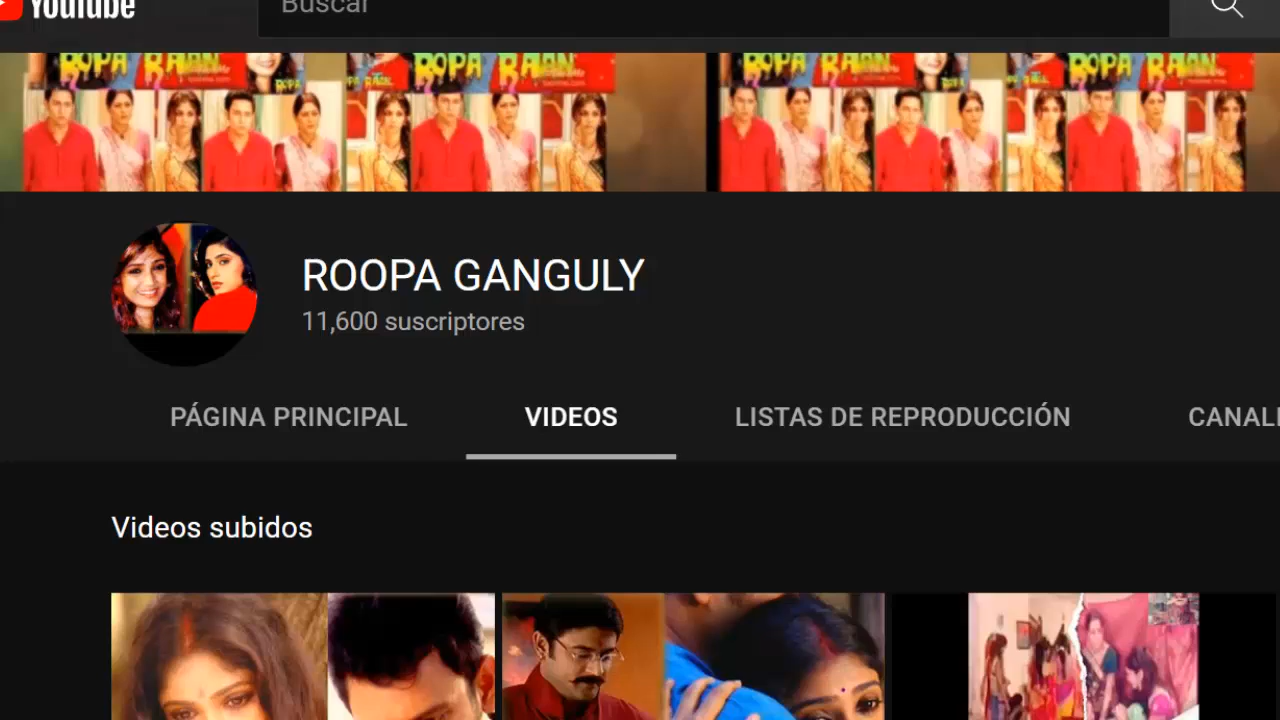 YouTube
Buscar
ROOPA GANGULY
11,600 suscriptores
PÁGINA PRINCIPAL VIDEOS LISTAS DE REPRODUCCIÓN
Videos subidos